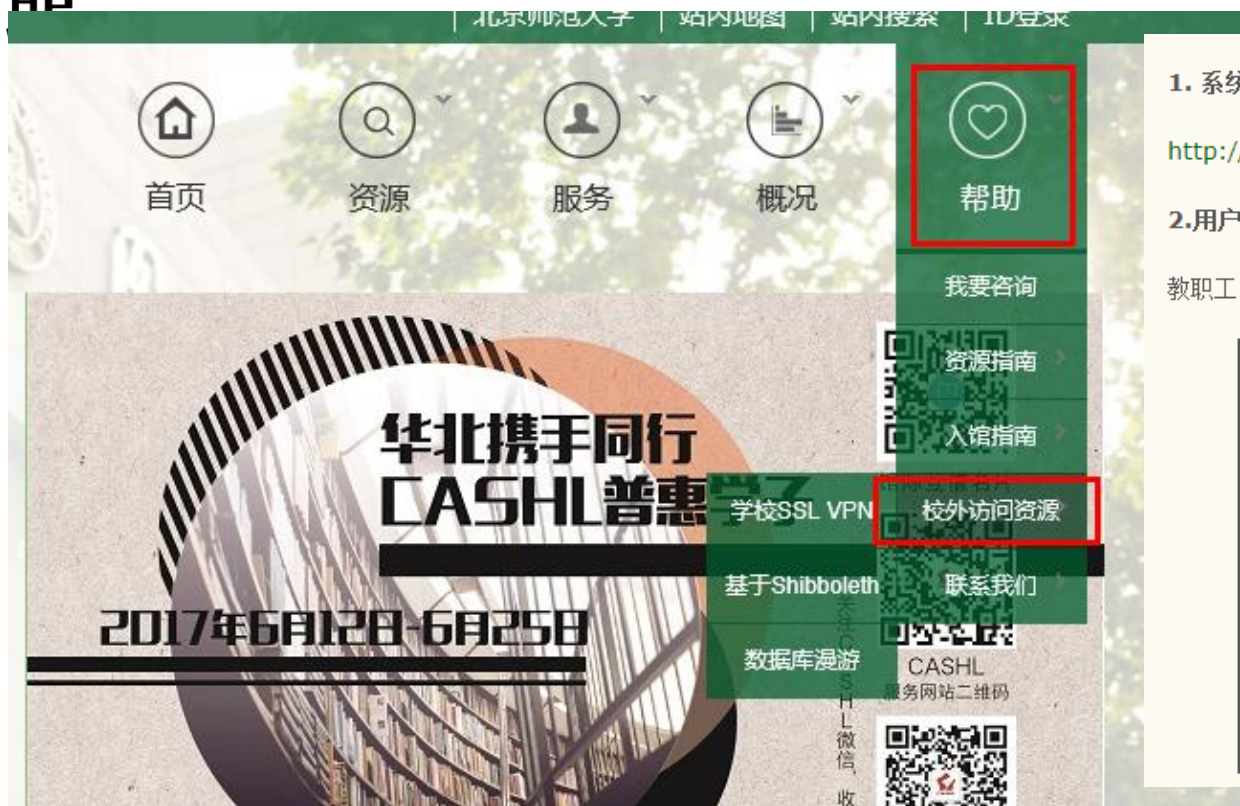 北京师范大学 | 站内地图 | 站内搜索 | ID登录
首页
资源
服务
概况
帮助
我要咨询
资源指南
入馆指南
校外访问资源
联系我们
学校SSL VPN
基于Shibboleth
数据库漫游
华北携手同行
CASHL普惠学子
2017年6月12日-6月25日
CASHL
服务网站二维码
微信
收
1. 系统
http://
2.用户
教职工